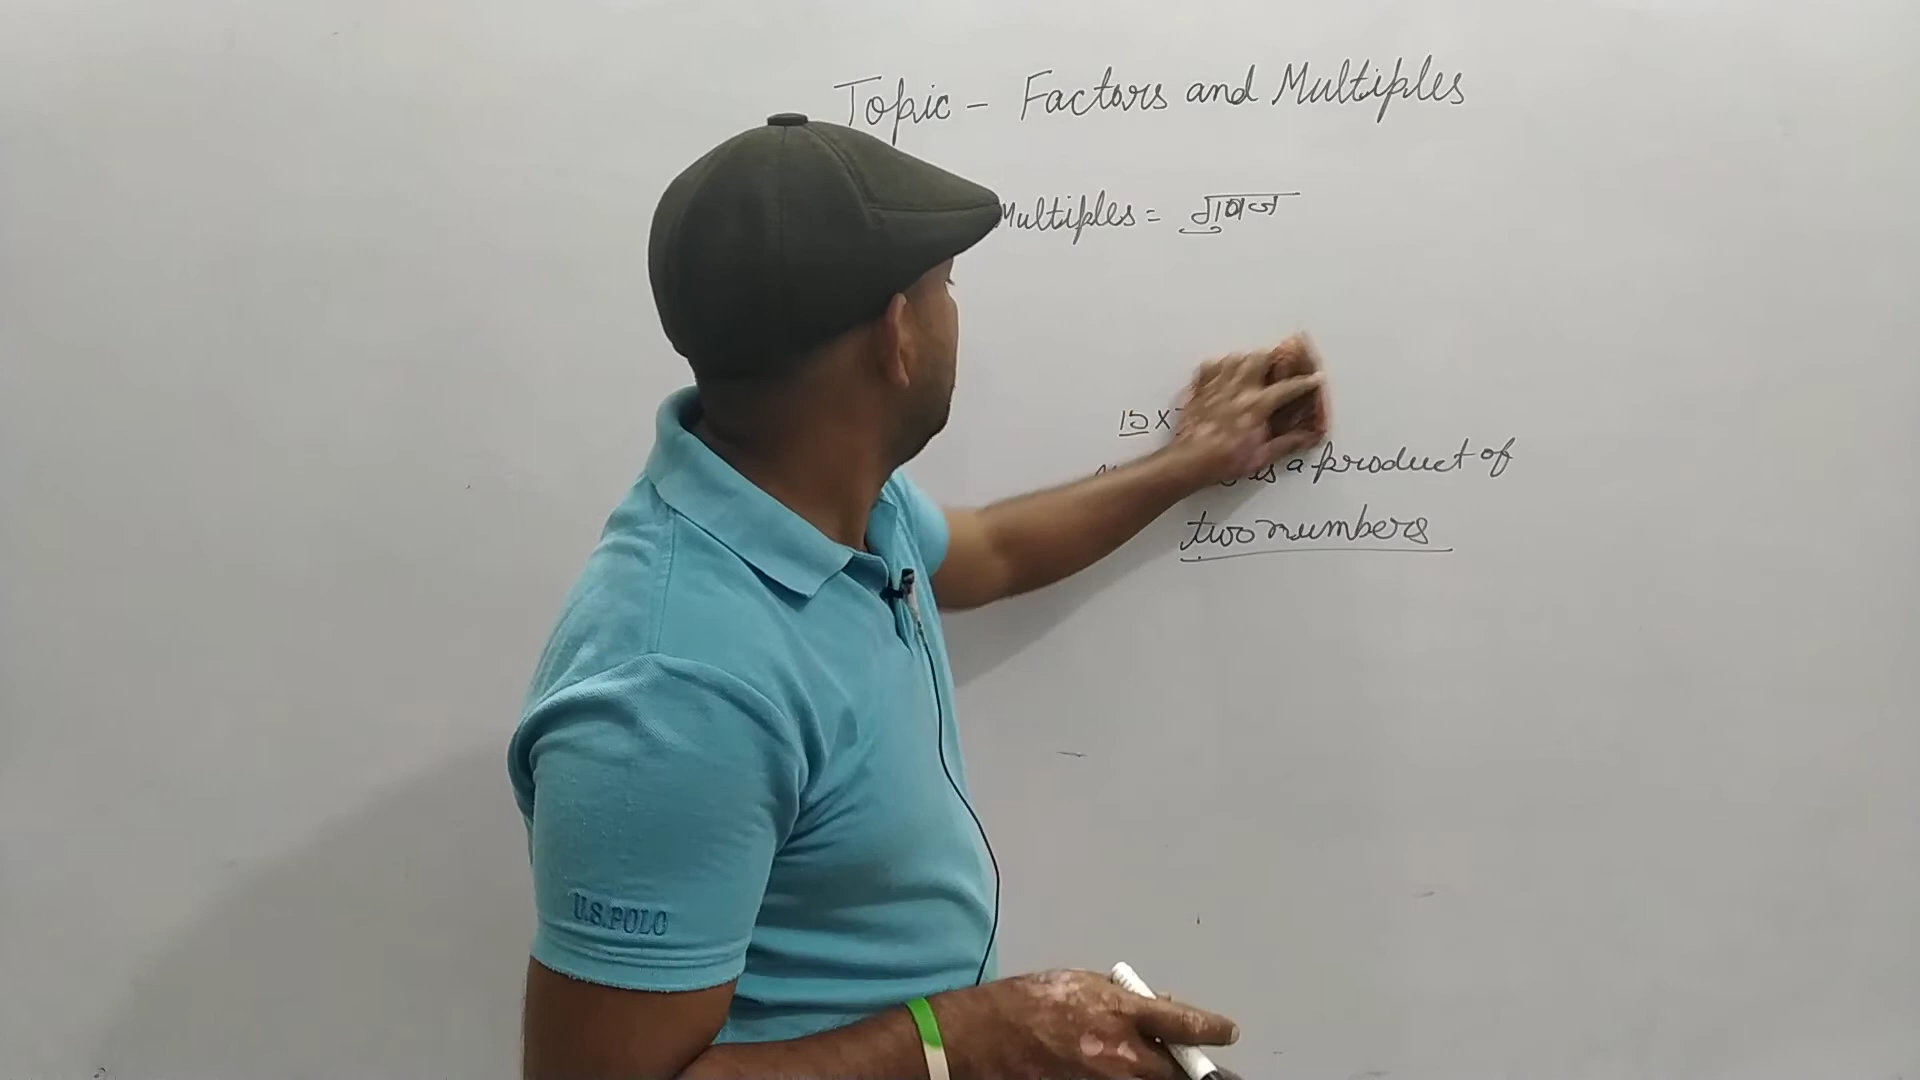 Topic - Factors and Multiples
Multiples = गुणज
15 X
is a product of
two numbers
U.S. POLO